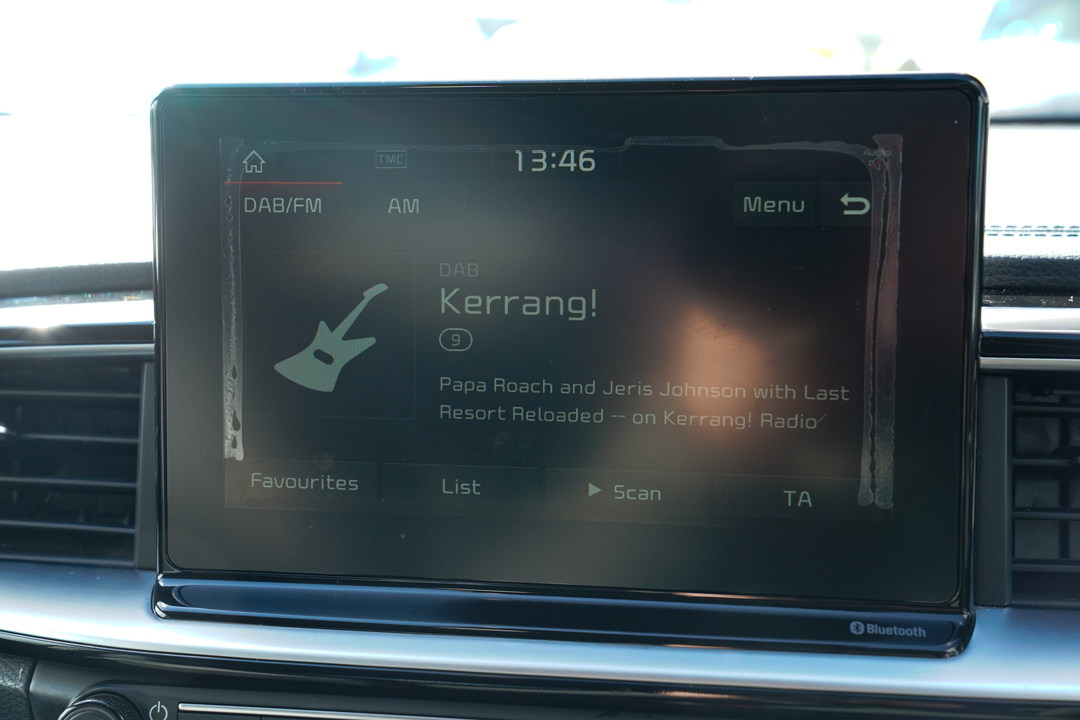 TMC
13:46
Audio
DAB/FM
AM
Menu
DAB
Kerrang!
9
Papa Roach and Jeris Johnson with Last
Resort Reloaded -- on Kerrang! Radio
Favourites
List
Scan
TA
Bluetooth